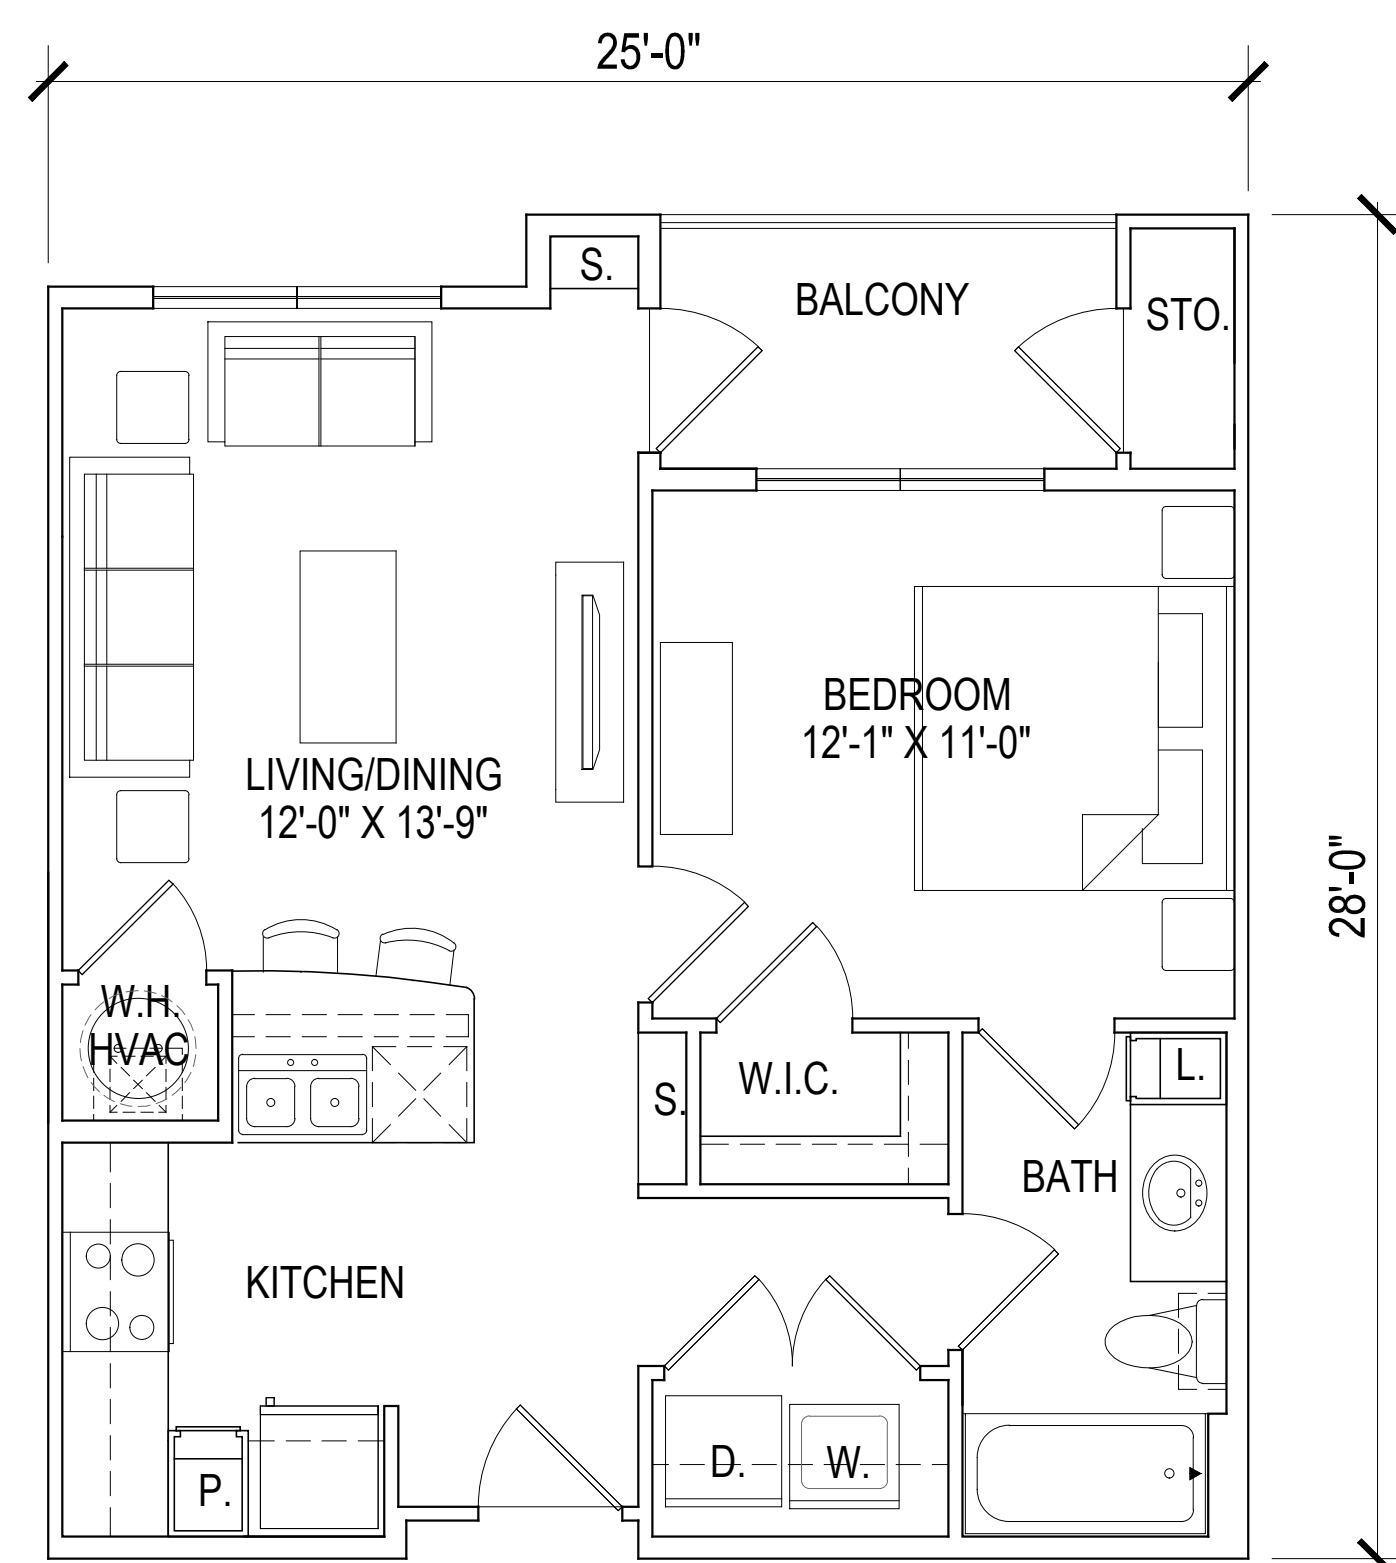 25'-0"
S.
BALCONY
STO.
BEDROOM
12'-1" X 11'-0"
LIVING/DINING
12'-0" X 13'-9"
28'-0"
W.H.
HVAC
W.I.C.
S.
L.
BATH
KITCHEN
D.
W.
P.